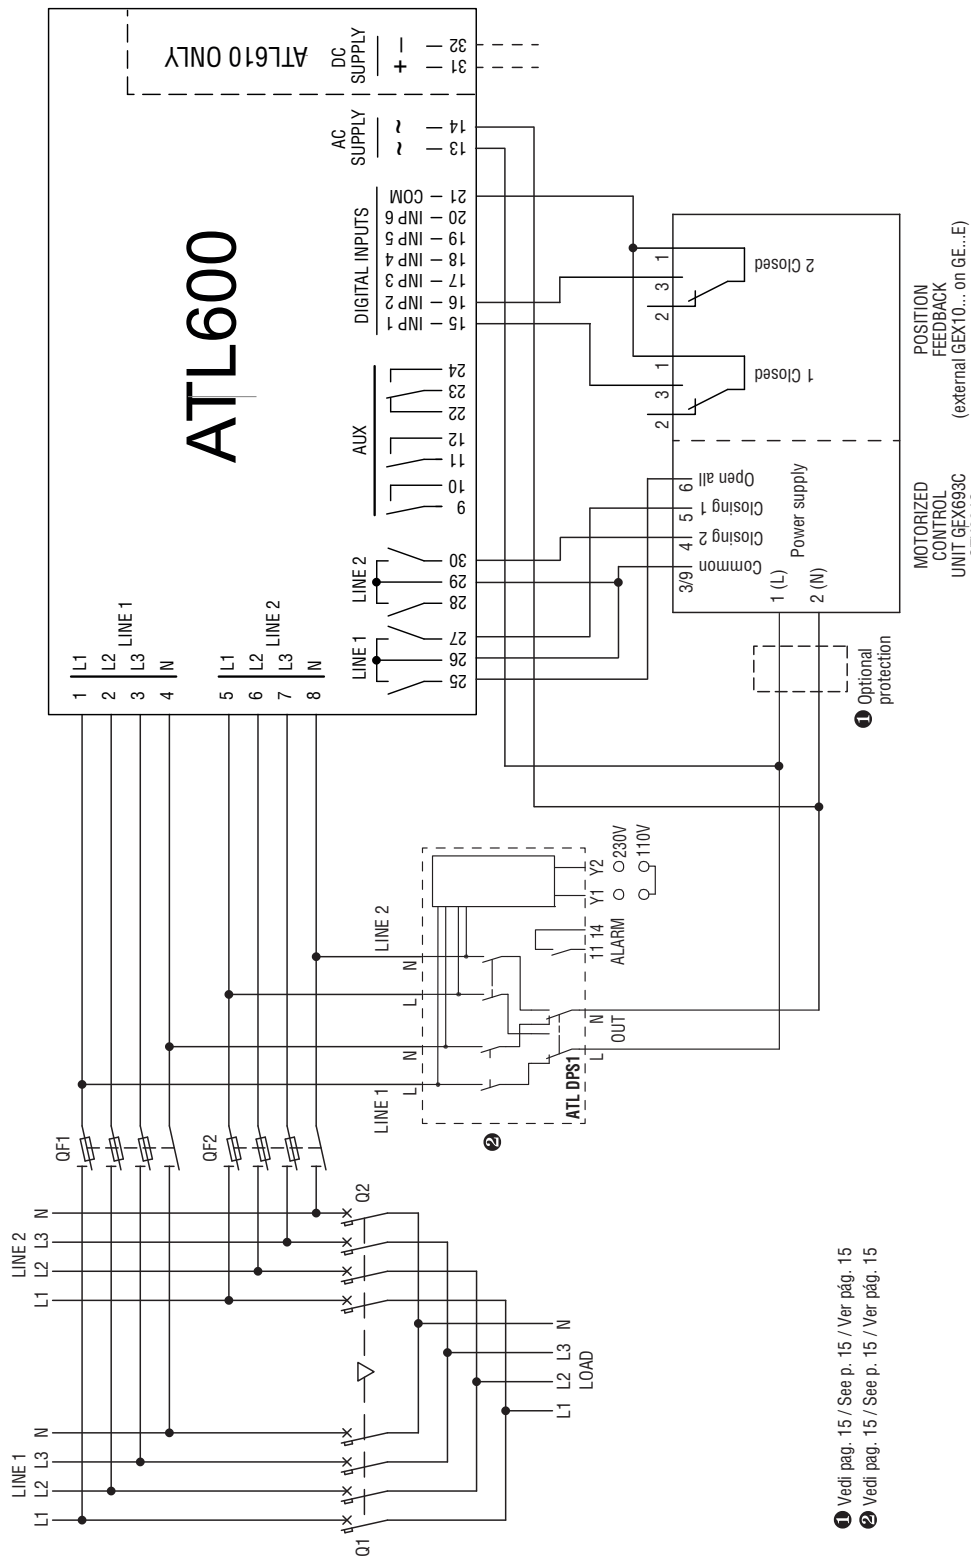 ATL600
ATL610 ONLY
DC
SUPPLY
+ –
31 32
AC
SUPPLY
~ ~
13 14
DIGITAL INPUTS
15 – INP 1
16 – INP 2
17 – INP 3
18 – INP 4
19 – INP 5
20 – INP 6
21 – COM
AUX
9 10 11 12 22 23 24
LINE 1
25 26 27
LINE 2
28 29 30
LINE 1
1 L1
2 L2
3 L3
4 N
LINE 2
5 L1
6 L2
7 L3
8 N
QF1
QF2
LINE 1
L N
LINE 2
L N
ATL DPS1
L N
OUT
11 14
ALARM
Y1 Y2
230V
110V
❷
❶ Optional
protection
3/9 Common
4 Closing 2
5 Closing 1
6 Open all
Power supply
1 (L)
2 (N)
2 3 1
1 Closed
2 3 1
2 Closed
MOTORIZED
CONTROL
UNIT GEX693C
POSITION
FEEDBACK
(external GEX10... on GE...E)
LINE 1
L1 L2 L3 N
LINE 2
L1 L2 L3 N
Q1
Q2
L1 L2 L3 N
LOAD
❶ Vedi pag. 15 / See p. 15 / Ver pág. 15
❷ Vedi pag. 15 / See p. 15 / Ver pág. 15